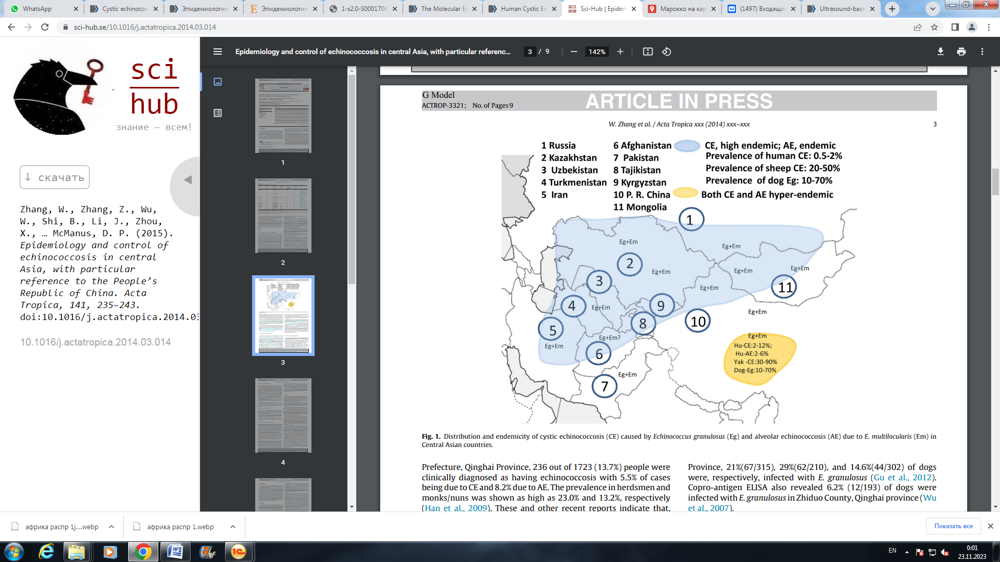 WhatsApp
Cystic echinococ
Эпидемиология
Эпидемиология
1-s2.0-S0001706
The Molecular Ep
Human Cystic Ec
Sci-Hub | Epidem
Марокко на кар
(1497) Входящие
Ultrasound-base
sci-hub.se/10.1016/j.actatropica.2014.03.014
sci
hub
знание — всем!
↓ скачать
Zhang, W., Zhang, Z., Wu,
W., Shi, B., Li, J., Zhou,
X., … McManus, D. P. (2015).
Epidemiology and control of
echinococcosis in central
Asia, with particular
reference to the People’s
Republic of China. Acta
Tropica, 141, 235–243.
doi:10.1016/j.actatropica.2014.03
10.1016/j.actatropica.2014.03.014
Epidemiology and control of echinococcosis in central Asia, with particular referenc...
3 / 9
142%
1
2
3
4
G Model
ACTROP-3321; No. of Pages 9
ARTICLE IN PRESS
W. Zhang et al. / Acta Tropica xxx (2014) xxx–xxx
3
1 Russia
2 Kazakhstan
3 Uzbekistan
4 Turkmenistan
5 Iran
6 Afghanistan
7 Pakistan
8 Tajikistan
9 Kyrgyzstan
10 P. R. China
11 Mongolia
CE, high endemic; AE, endemic
Prevalence of human CE: 0.5-2%
Prevalence of sheep CE: 20-50%
Prevalence of dog Eg: 10-70%
Both CE and AE hyper-endemic
1
Eg+Em
Eg+Em
2
Eg+Em
Eg+Em
Eg+Em
3
Eg+Em
11
4
Eg+Em
9
Eg+Em
10
8
5
Eg+Em
Eg+Em?
6
Eg+Em
7
Eg+Em
Hu-CE:2-12%;
Hu-AE:2-6%
Yak -CE:30-90%
Dog-Eg:10-70%
Fig. 1. Distribution and endemicity of cystic echinococcosis (CE) caused by Echinococcus granulosus (Eg) and alveolar echinococcosis (AE) due to E. multilocularis (Em) in
Central Asian countries.
Prefecture, Qinghai Province, 236 out of 1723 (13.7%) people were
clinically diagnosed as having echinococcosis with 5.5% of cases
being due to CE and 8.2% due to AE. The prevalence in herdsmen and
monks/nuns was shown as high as 23.0% and 13.2%, respectively
(Han et al., 2009). These and other recent reports indicate that,
Province, 21%(67/315), 29%(62/210), and 14.6%(44/302) of dogs
were, respectively, infected with E. granulosus (Gu et al., 2012).
Copro-antigen ELISA also revealed 6.2% (12/193) of dogs were
infected with E. granulosus in Zhiduo County, Qinghai province (Wu
et al., 2007).
африка распр 1j....webp
африка распр 1.webp
Показать все
EN
0:01
23.11.2023